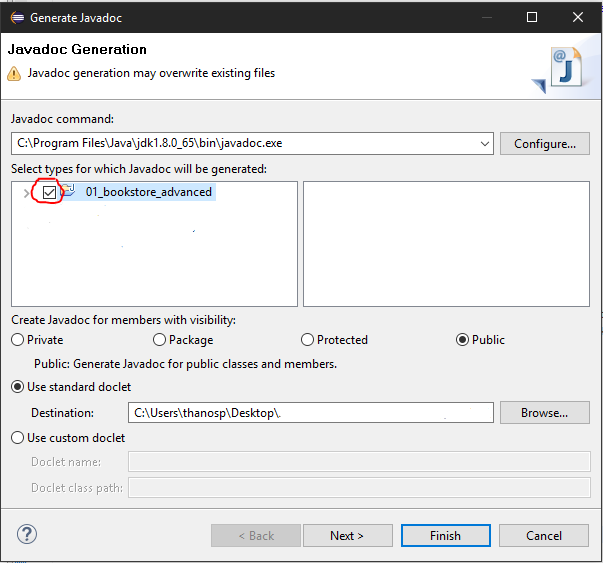 Generate Javadoc
Javadoc Generation
Javadoc generation may overwrite existing files
J
Javadoc command:
C:\Program Files\Java\jdk1.8.0_65\bin\javadoc.exe
Configure...
Select types for which Javadoc will be generated:
01_bookstore_advanced
Create Javadoc for members with visibility:
Private Package Protected Public
Public: Generate Javadoc for public classes and members.
Use standard doclet
Destination: C:\Users\thanosp\Desktop\. Browse...
Use custom doclet
Doclet name:
Doclet class path:
? < Back Next > Finish Cancel